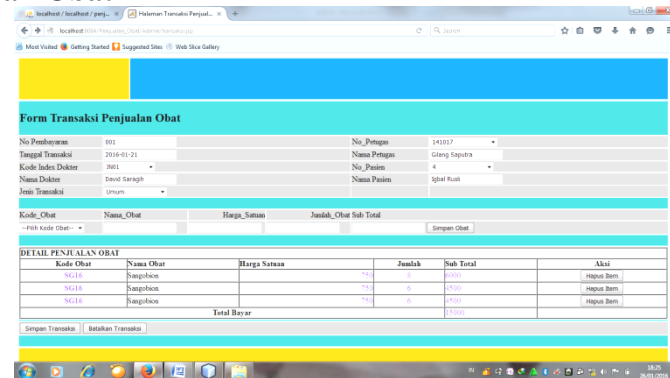 localhost / localhost / penj...
Halaman Transaksi Penjual...
Search
Most Visited Getting Started Suggested Sites Web Slice Gallery
Form Transaksi Penjualan Obat
No Pembayaran 001 No_Petugas 141017
Tanggal Transaksi 2016-01-21 Nama Petugas Gilang Saputra
Kode Index Dokter JN01 No_Pasien 4
Nama Dokter David Saragih Nama Pasien Iqbal Rusli
Jenis Transaksi Umum
Kode_Obat Nama_Obat Harga_Satuan Jumlah_Obat Sub Total
--Pilih Kode Obat-- Simpan Obat
DETAIL PENJUALAN OBAT
Kode Obat Nama Obat Harga Satuan Jumlah Sub Total Aksi
SG16 Sangobion 750 8 6000 Hapus Item
SG16 Sangobion 750 6 4500 Hapus Item
SG16 Sangobion 750 6 4500 Hapus Item
Total Bayar 15000
Simpan Transaksi Batalkan Transaksi
18:25
26/01/2016